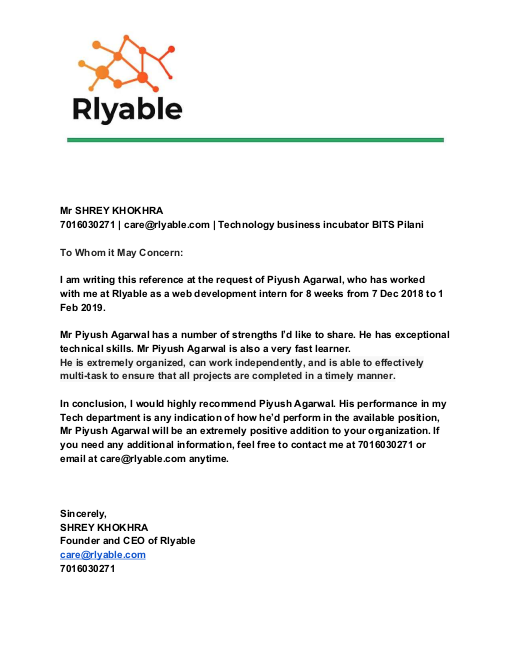 Rlyable
Mr SHREY KHOKHRA
7016030271 | care@rlyable.com | Technology business incubator BITS Pilani
To Whom it May Concern:
I am writing this reference at the request of Piyush Agarwal, who has worked
with me at Rlyable as a web development intern for 8 weeks from 7 Dec 2018 to 1
Feb 2019.
Mr Piyush Agarwal has a number of strengths I'd like to share. He has exceptional
technical skills. Mr Piyush Agarwal is also a very fast learner.
He is extremely organized, can work independently, and is able to effectively
multi-task to ensure that all projects are completed in a timely manner.
In conclusion, I would highly recommend Piyush Agarwal. His performance in my
Tech department is any indication of how he'd perform in the available position,
Mr Piyush Agarwal will be an extremely positive addition to your organization. If
you need any additional information, feel free to contact me at 7016030271 or
email at care@rlyable.com anytime.
Sincerely,
SHREY KHOKHRA
Founder and CEO of Rlyable
care@rlyable.com
7016030271